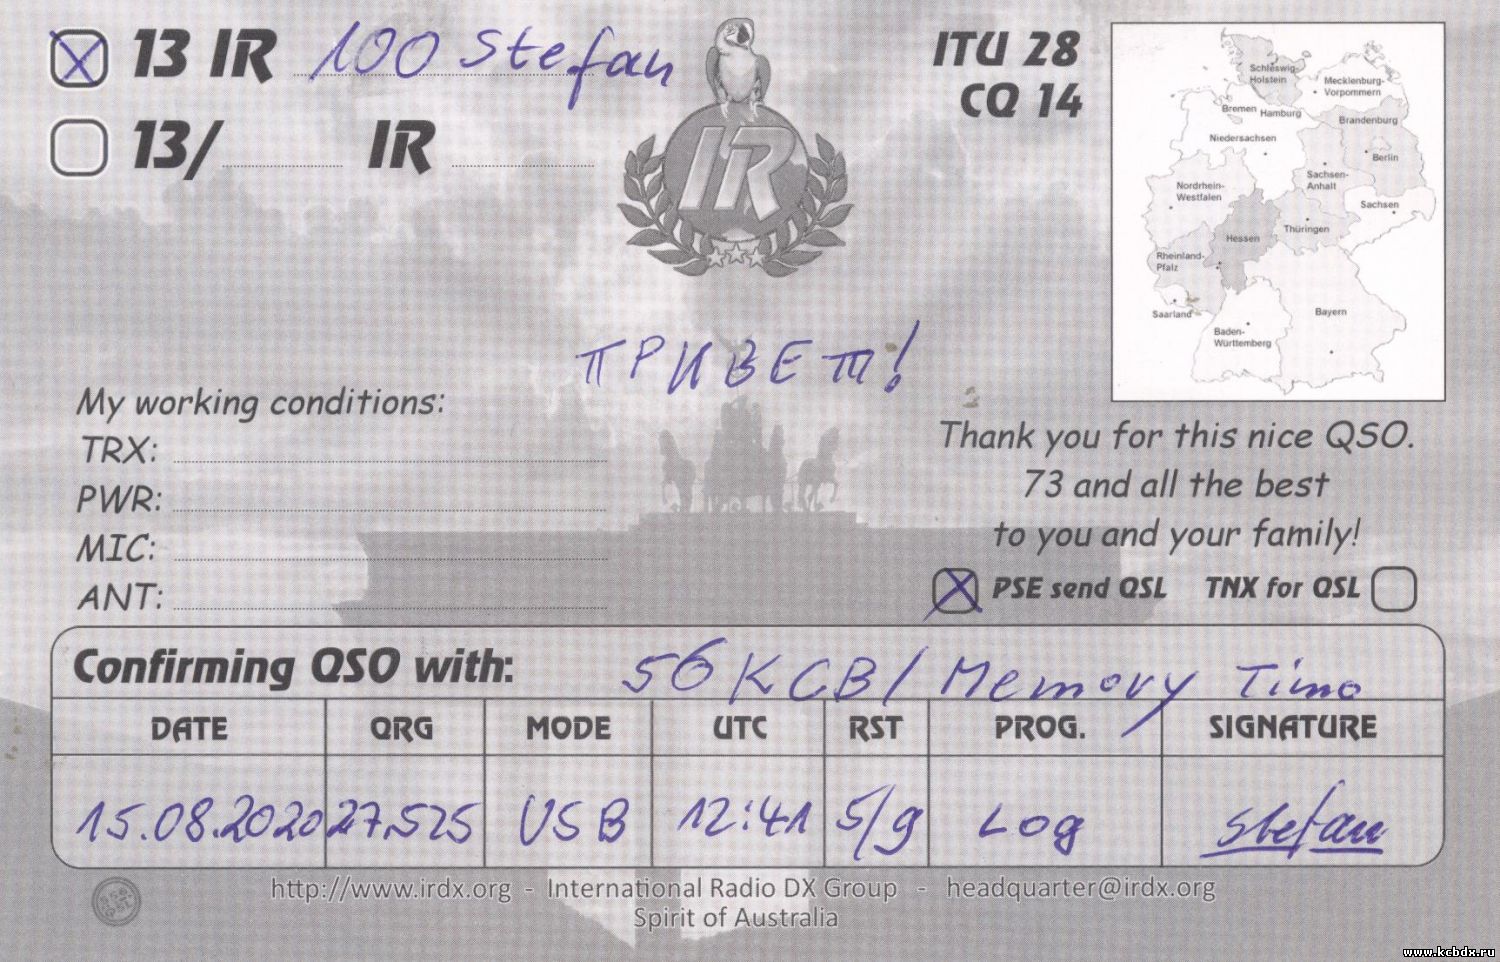 13 IR 100 Stefan
13/ IR
IR
ITU 28
CQ 14
Schleswig-
Holstein
Mecklenburg-
Vorpommern
Bremen
Hamburg
Brandenburg
Niedersachsen
Berlin
Sachsen-
Anhalt
Nordrhein-
Westfalen
Sachsen
Thüringen
Hessen
Rheinland-
Pfalz
Saarland
Bayern
Baden-
Württemberg
ПРИВЕТ!
My working conditions:
TRX:
PWR:
MIC:
ANT:
Thank you for this nice QSO.
73 and all the best
to you and your family!
PSE send QSL TNX for QSL
Confirming QSO with: 56KCB/Memory Timo
DATE QRG MODE UTC RST PROG. SIGNATURE
15.08.2020 27.525 USB 12:41 5/9 Log Stefan
http://www.irdx.org - International Radio DX Group - headquarter@irdx.org
Spirit of Australia
www.kcbdx.ru